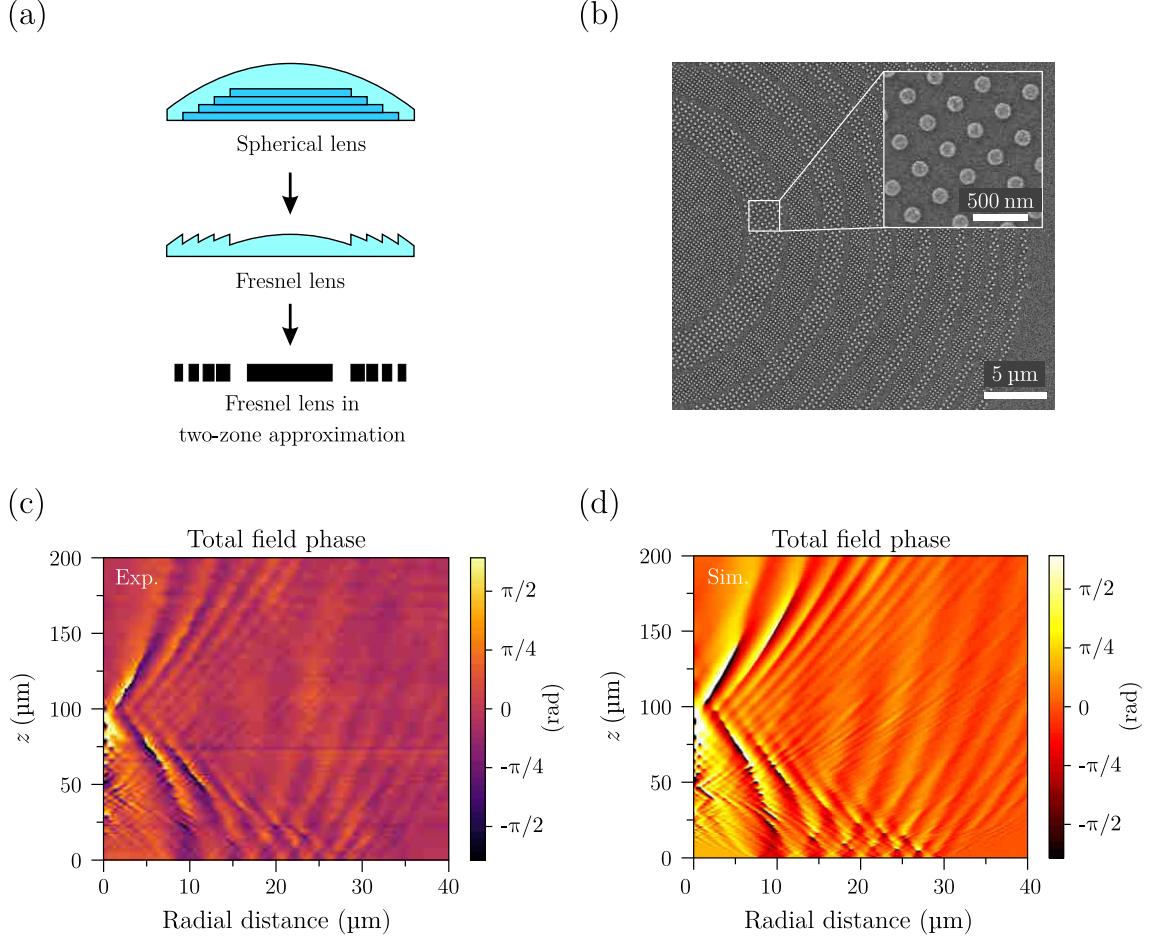 (a)
Spherical lens
Fresnel lens
Fresnel lens in
two-zone approximation
(b)
500 nm
5 µm
(c)
Total field phase
Exp.
200
150
100
50
0
z (µm)
0
10
20
30
40
Radial distance (µm)
π/2
π/4
0
-π/4
-π/2
(rad)
(d)
Total field phase
Sim.
200
150
100
50
0
z (µm)
0
10
20
30
40
Radial distance (µm)
π/2
π/4
0
-π/4
-π/2
(rad)